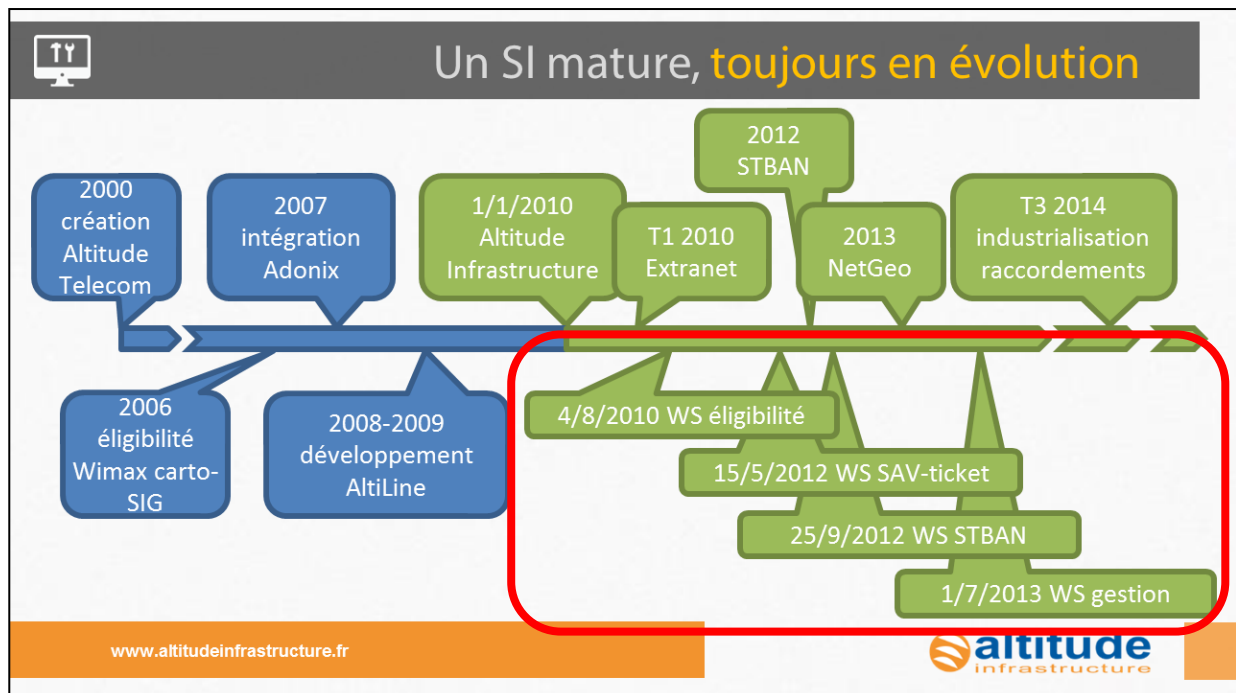 Un SI mature, toujours en évolution
2000
création
Altitude
Telecom
2007
intégration
Adonix
1/1/2010
Altitude
Infrastructure
T1 2010
Extranet
2012
STBAN
2013
NetGeo
T3 2014
industrialisation
raccordements
2006
éligibilité
Wimax carto-
SIG
2008-2009
développement
AltiLine
4/8/2010 WS éligibilité
15/5/2012 WS SAV-ticket
25/9/2012 WS STBAN
1/7/2013 WS gestion
www.altitudeinfrastructure.fr
altitude
infrastructure